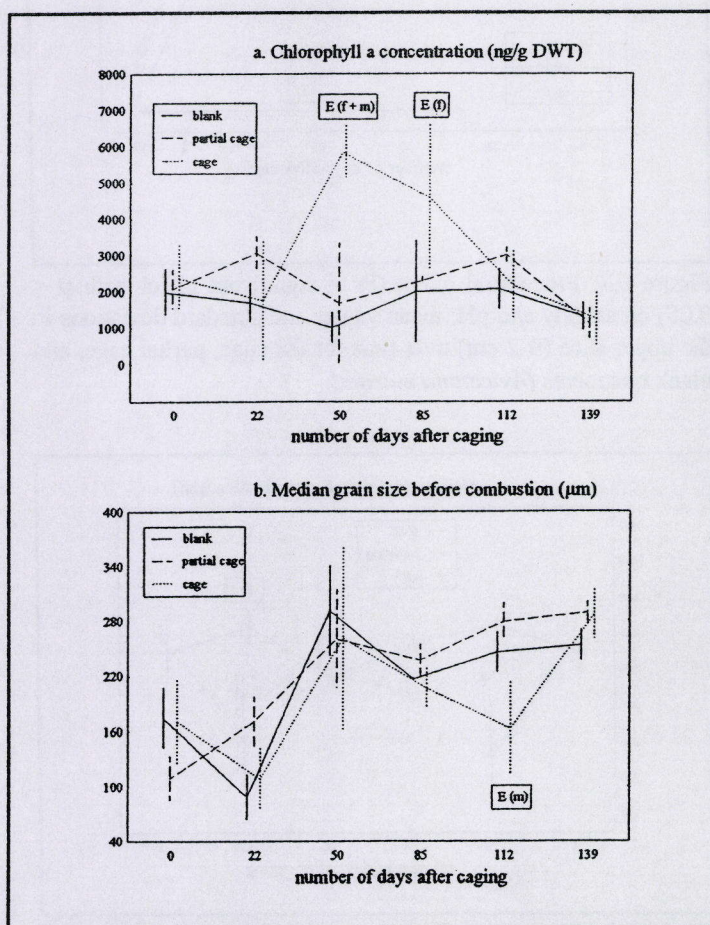 a. Chlorophyll a concentration (ng/g DWT)
8000
7000
6000
5000
4000
3000
2000
1000
0
blank
partial cage
cage
E (f + m)
E (f)
0 22 50 85 112 139
number of days after caging
b. Median grain size before combustion (µm)
400
340
280
220
160
100
40
blank
partial cage
cage
E (m)
0 22 50 85 112 139
number of days after caging